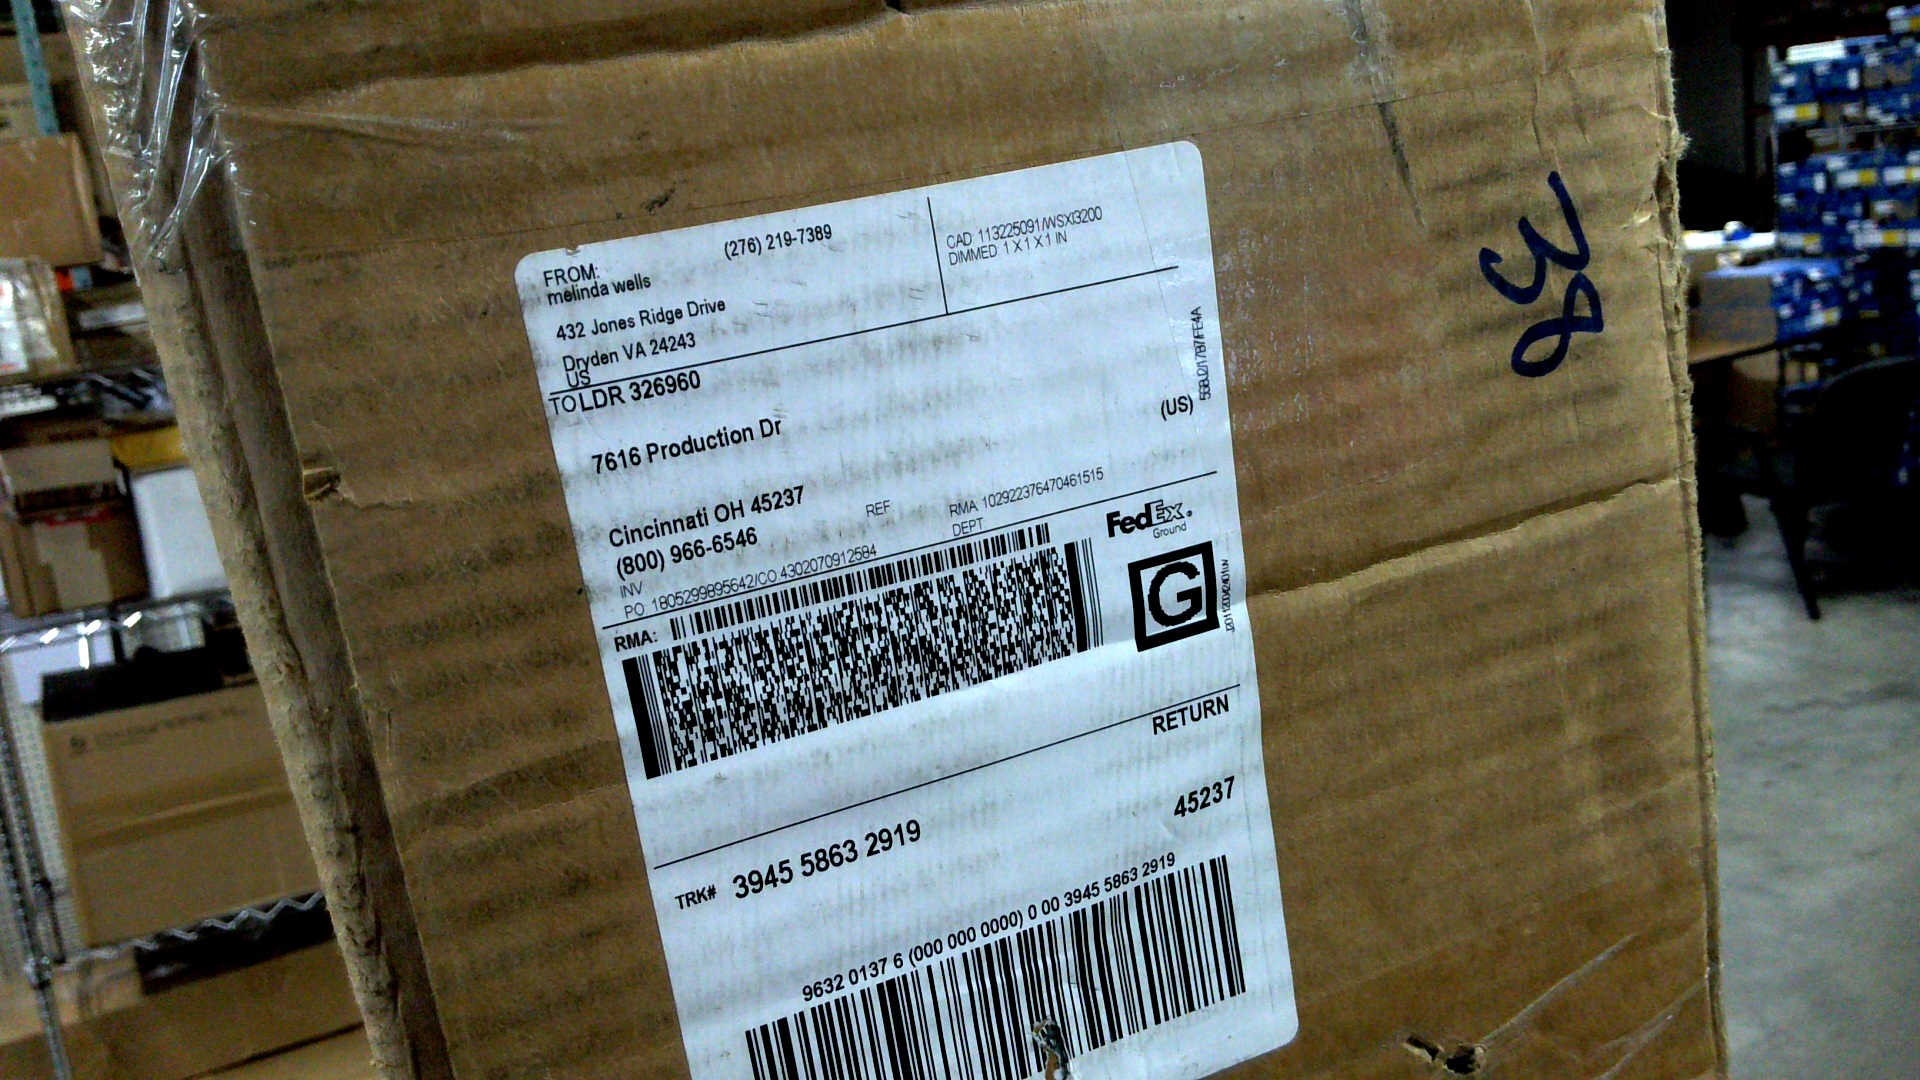 (276) 219-7389
FROM:
melinda wells
432 Jones Ridge Drive
Dryden VA 24243
US
CAD 113225091/WSXI3200
DIMMED 1 X 1 X 1 IN
TO LDR 326960
7616 Production Dr
(US)
Cincinnati OH 45237
(800) 966-6546
REF
RMA 102922376470461515
INV
DEPT
PO 1805299895642/CO:4302070912584
RMA:
FedEx
Ground
G
RETURN
45237
TRK# 3945 5863 2919
9632 0137 6 (000 000 0000) 0 00 3945 5863 2919